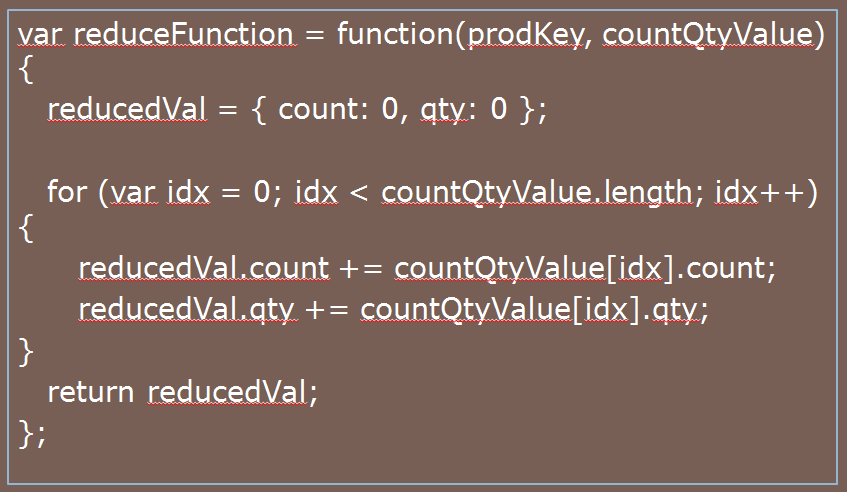 var reduceFunction = function(prodKey, countQtyValue)
{
reducedVal = { count: 0, qty: 0 };
for (var idx = 0; idx < countQtyValue.length; idx++)
{
reducedVal.count += countQtyValue[idx].count;
reducedVal.qty += countQtyValue[idx].qty;
}
return reducedVal;
};